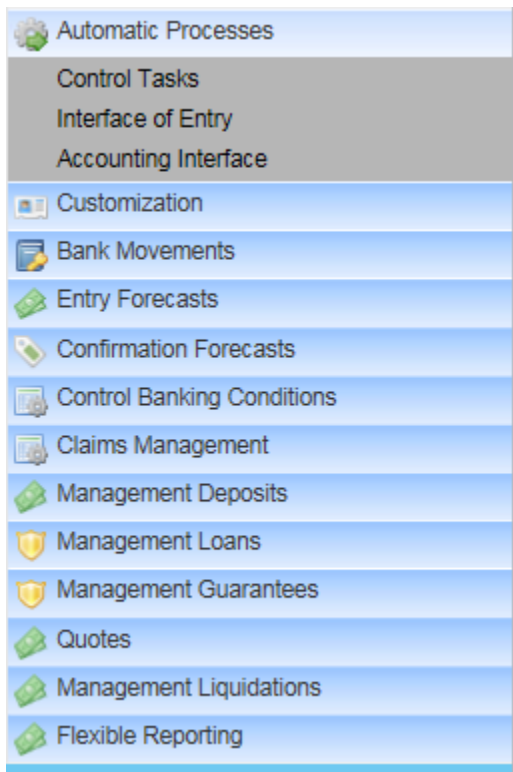 Automatic Processes
Control Tasks
Interface of Entry
Accounting Interface
Customization
Bank Movements
Entry Forecasts
Confirmation Forecasts
Control Banking Conditions
Claims Management
Management Deposits
Management Loans
Management Guarantees
Quotes
Management Liquidations
Flexible Reporting